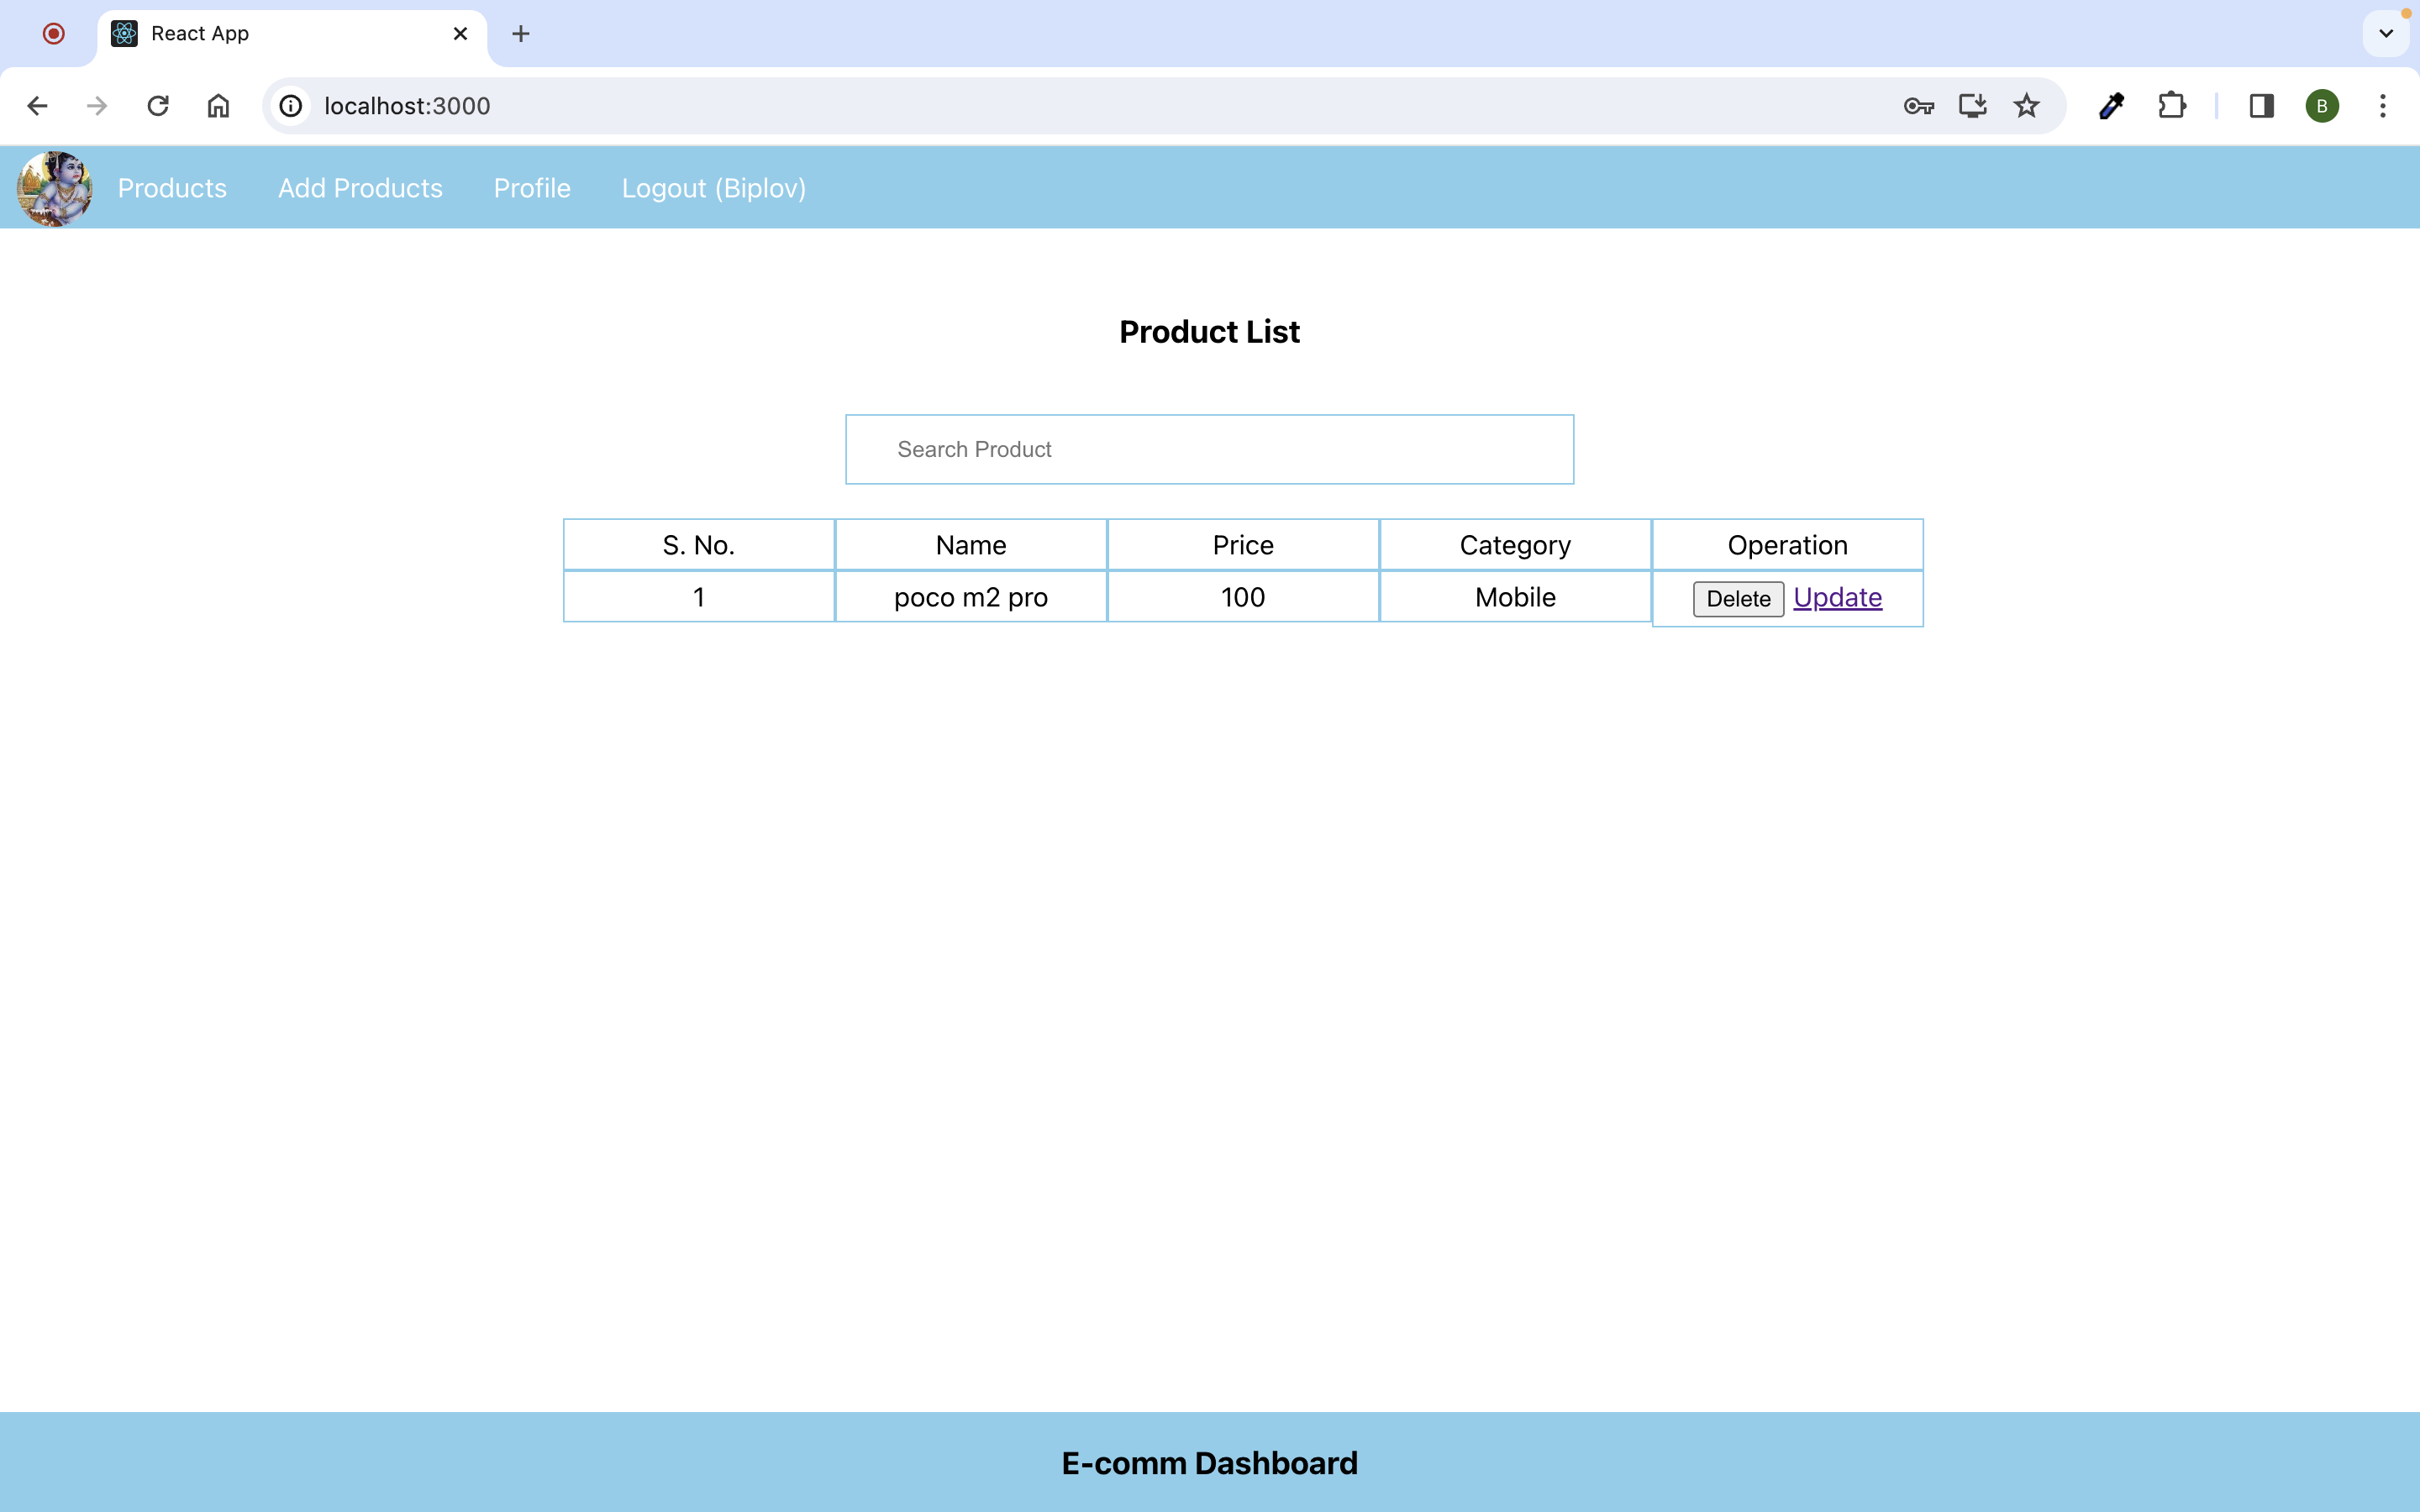 React App
localhost:3000
B
Products Add Products Profile Logout (Biplov)
Product List
Search Product
S. No. Name Price Category Operation
1 poco m2 pro 100 Mobile Delete Update
E-comm Dashboard